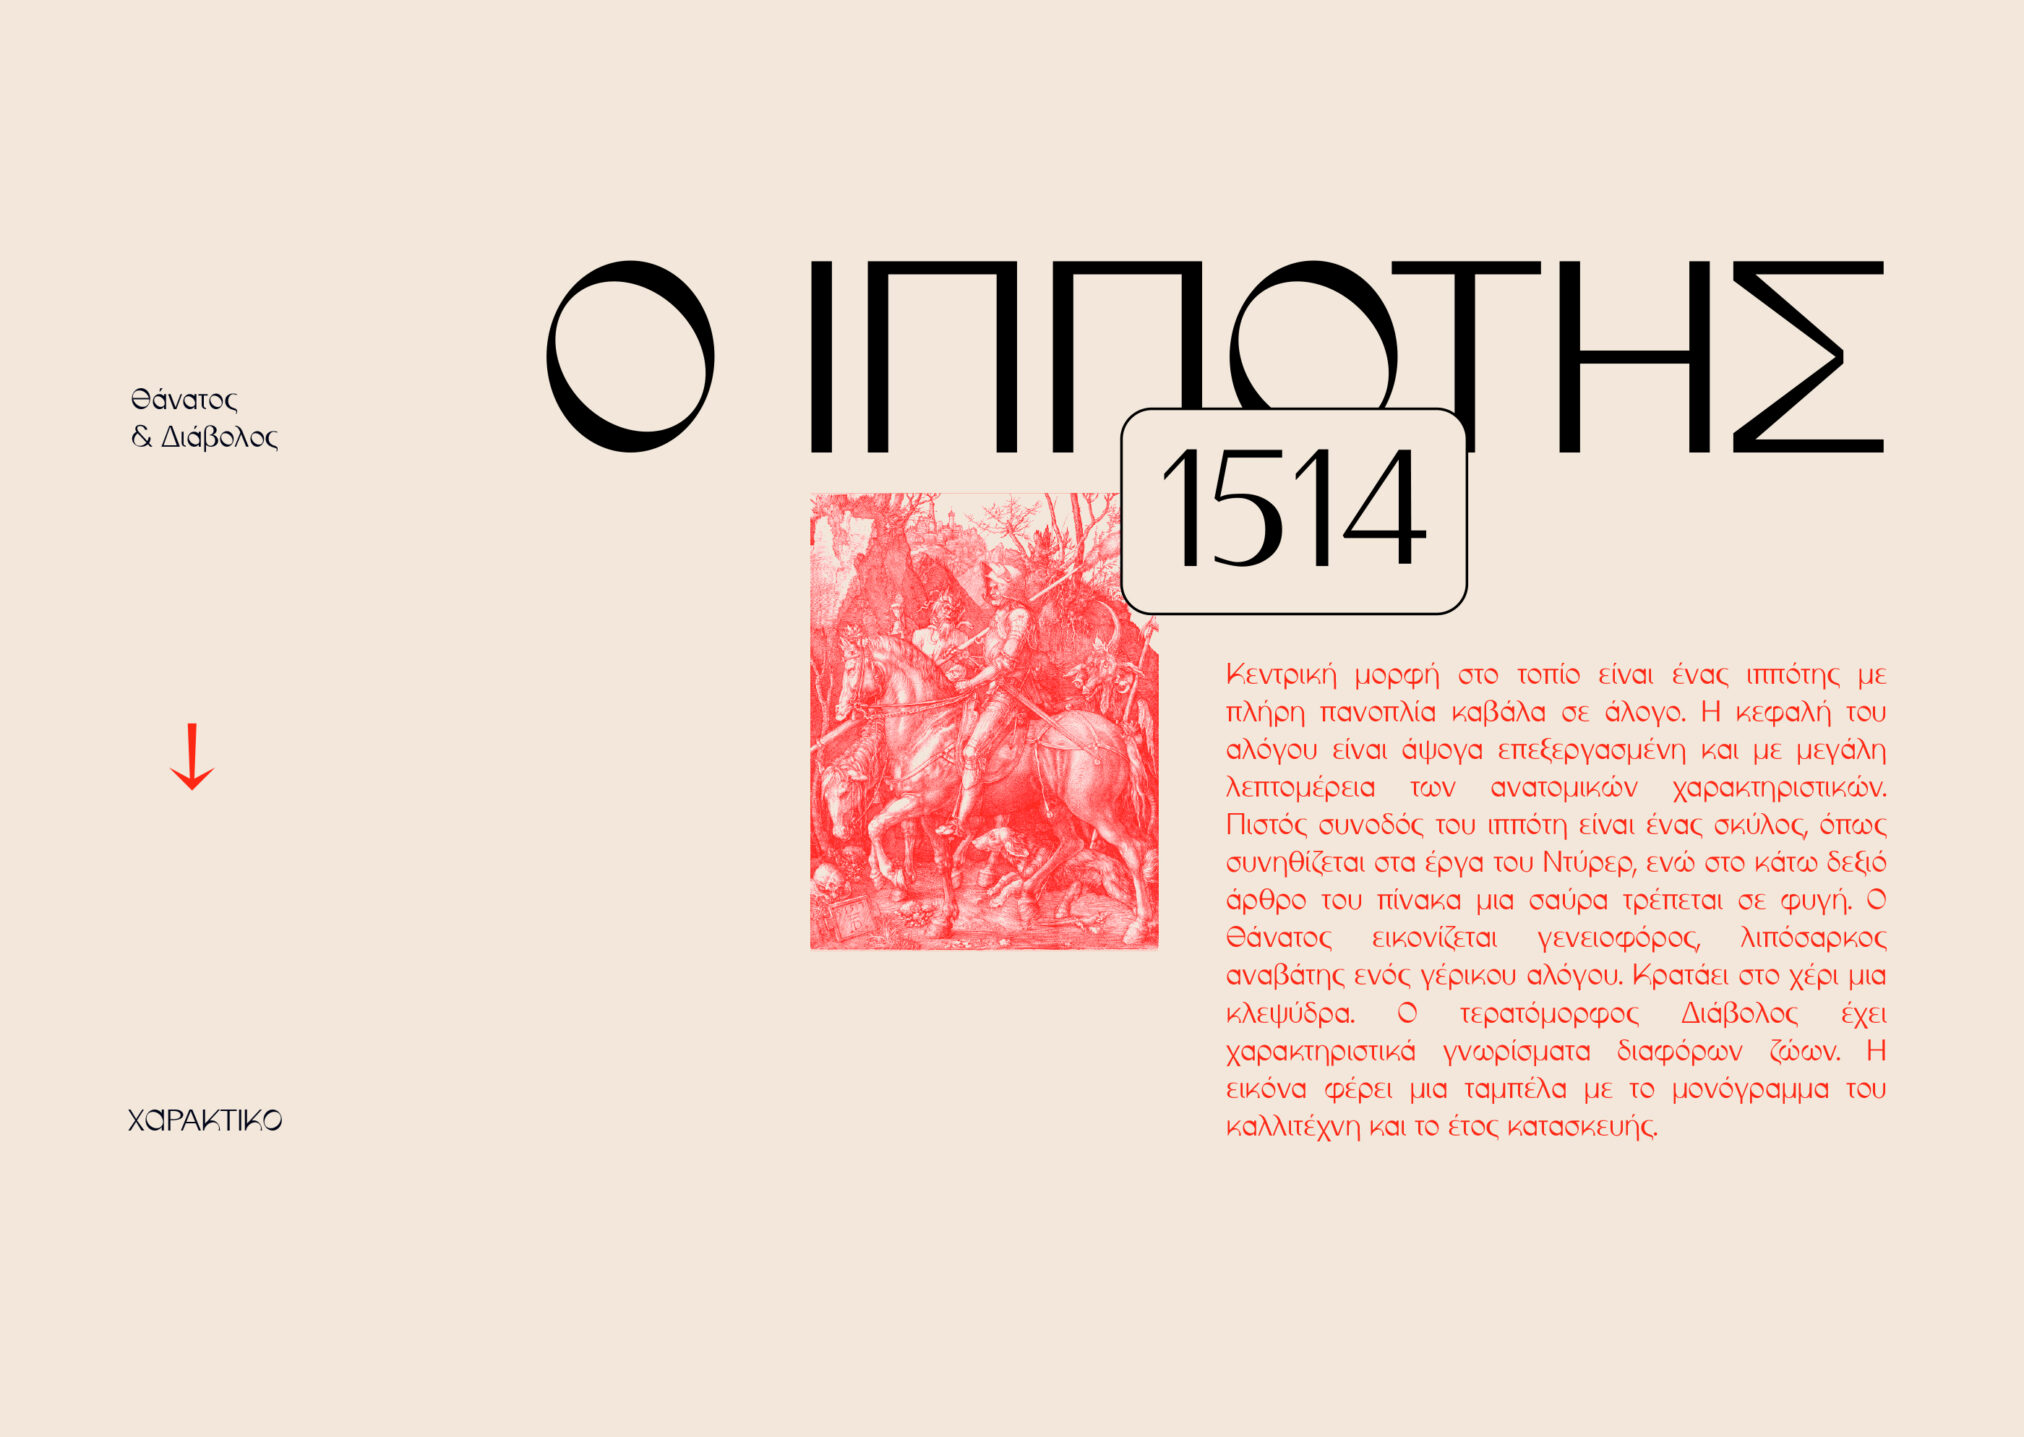 Ο ΙΠΠΟΤΗΣ
Θάνατος
& Διάβολος
1514
Κεντρική μορφή στο τοπίο είναι ένας ιππότης με
πλήρη πανοπλία καβάλα σε άλογο. Η κεφαλή του
αλόγου είναι άψογα επεξεργασμένη και με μεγάλη
λεπτομέρεια των ανατομικών χαρακτηριστικών.
Πιστός συνοδός του ιππότη είναι ένας σκύλος, όπως
συνηθίζεται στα έργα του Ντύρερ, ενώ στο κάτω δεξιό
άρθρο του πίνακα μια σαύρα τρέπεται σε φυγή. Ο
Θάνατος εικονίζεται γενειοφόρος, λιπόσαρκος
αναβάτης ενός γέρικου αλόγου. Κρατάει στο χέρι μια
κλεψύδρα. Ο τερατόμορφος Διάβολος έχει
χαρακτηριστικά γνωρίσματα διαφόρων ζώων. Η
εικόνα φέρει μια ταμπέλα με το μονόγραμμα του
καλλιτέχνη και το έτος κατασκευής.
ΧΑΡΑΚΤΙΚΟ